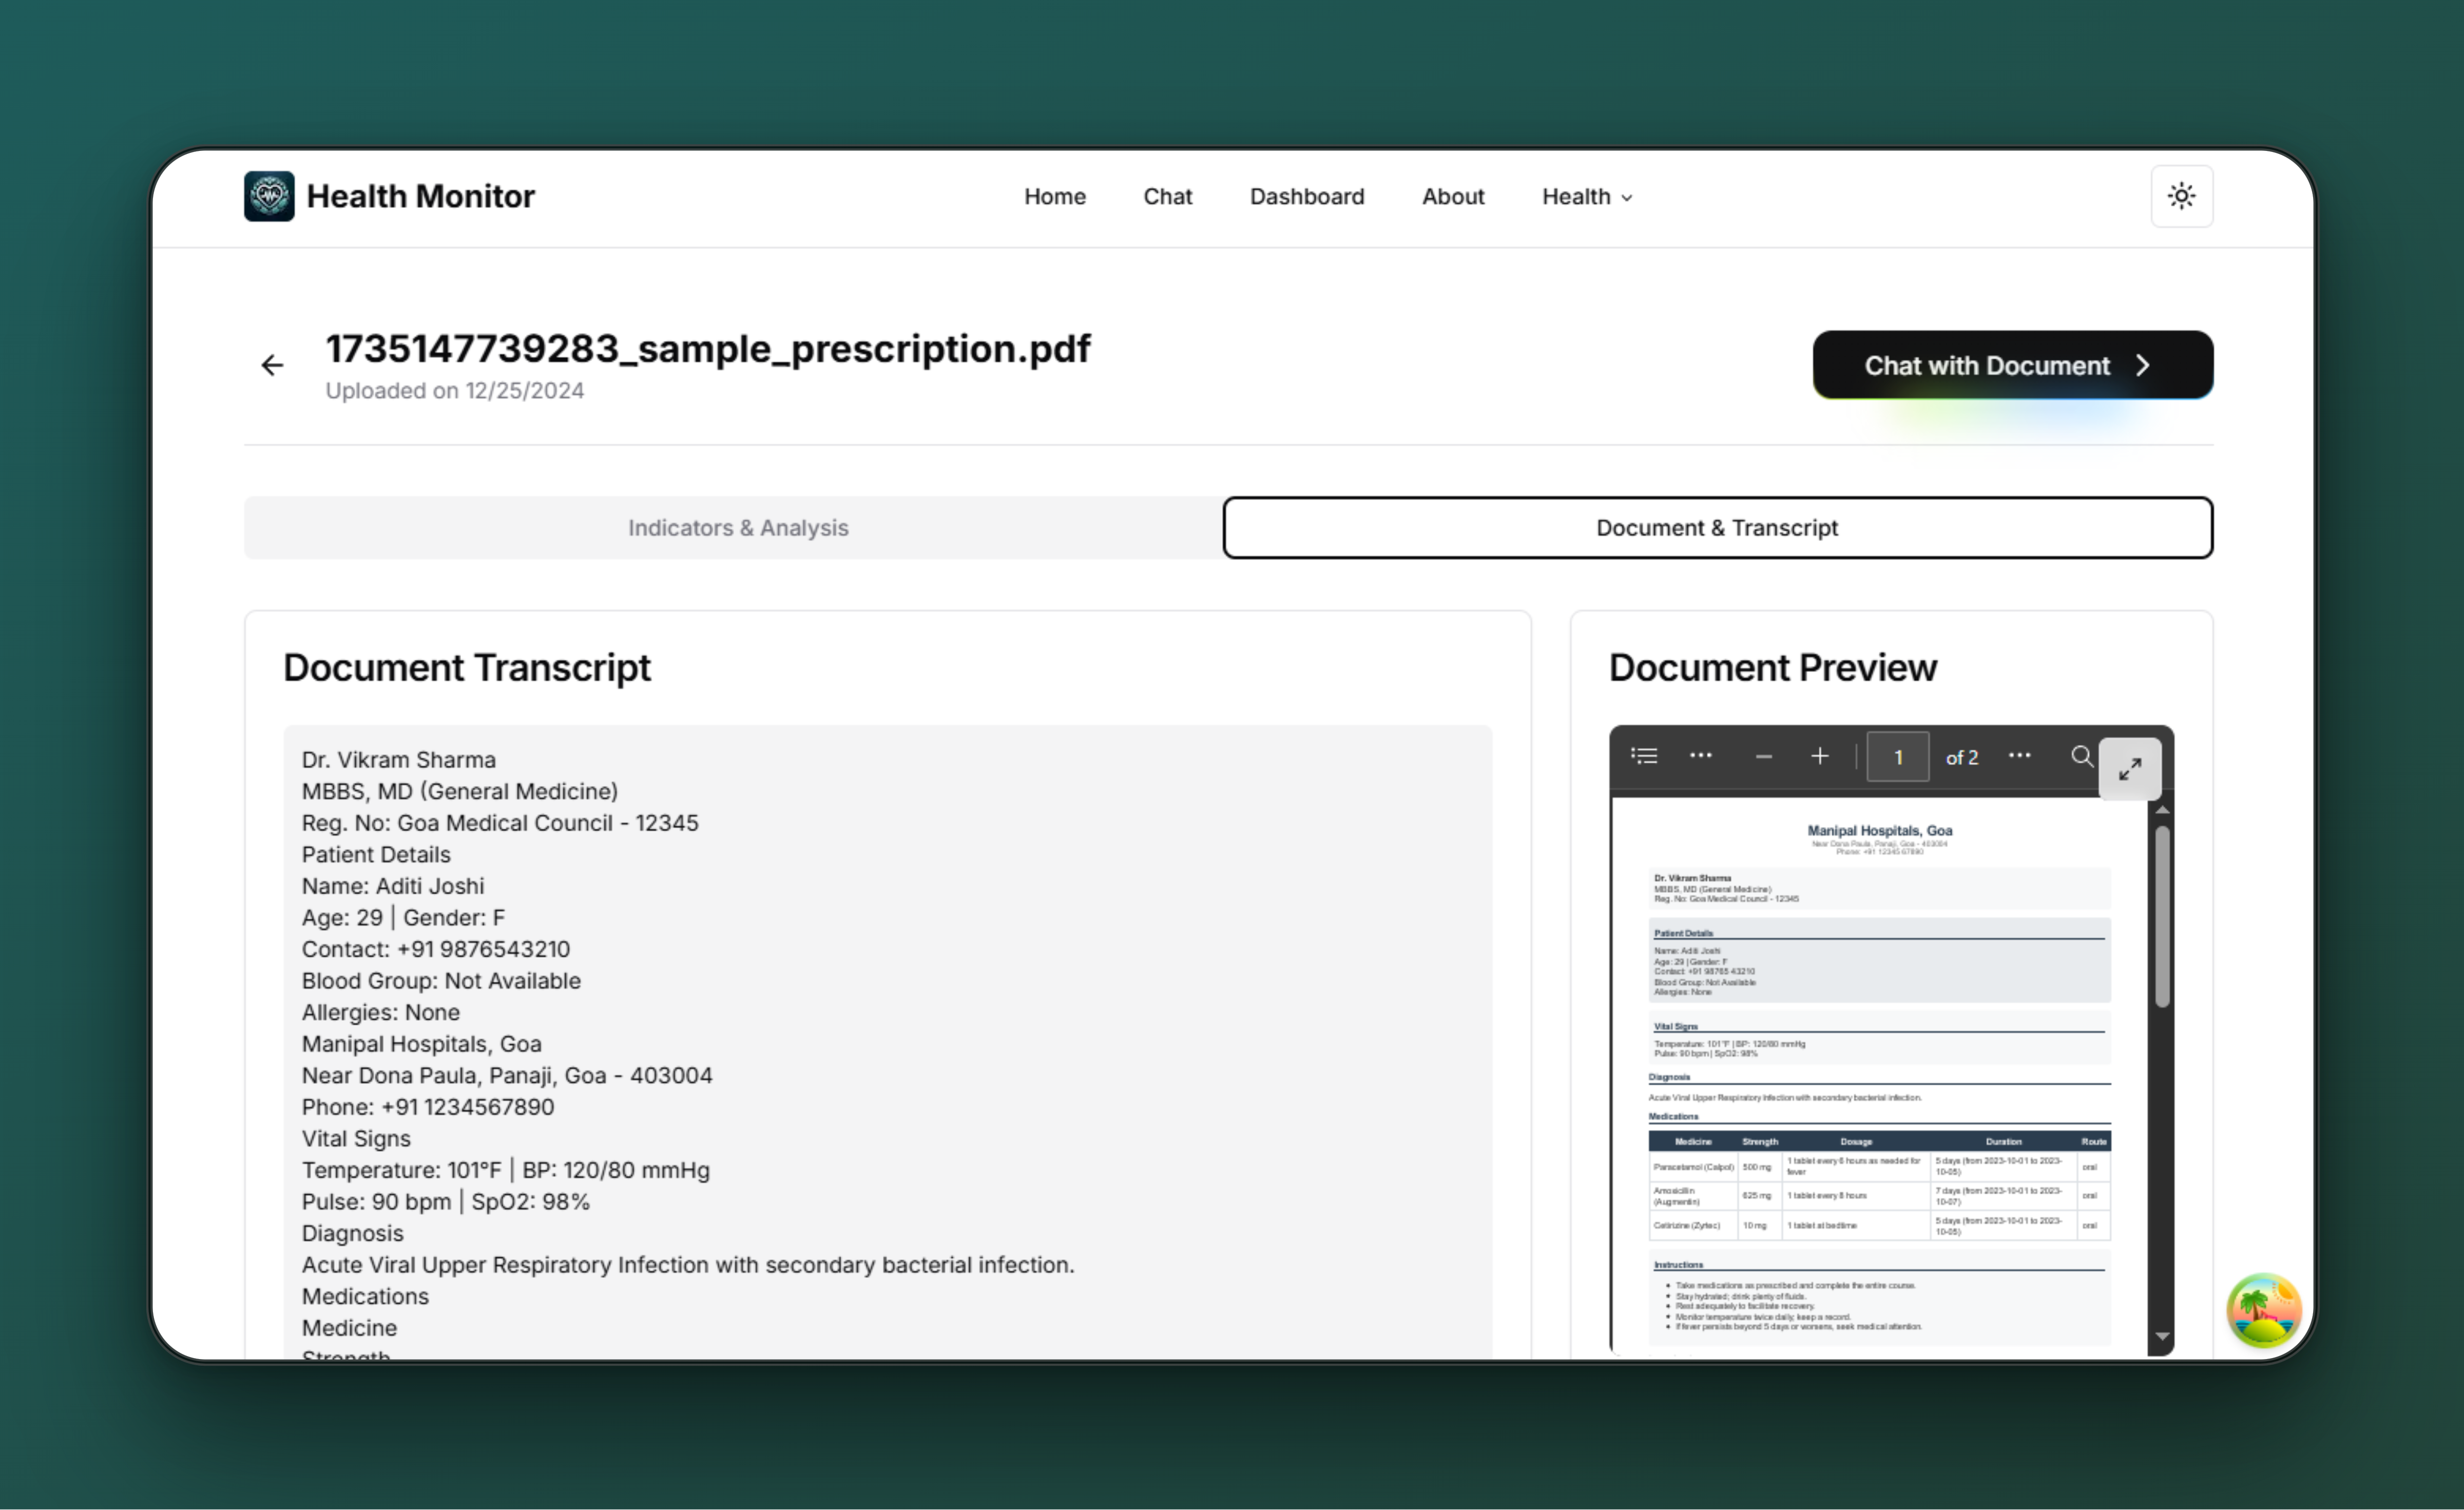 Health Monitor
Home
Chat
Dashboard
About
Health
1735147739283_sample_prescription.pdf
Uploaded on 12/25/2024
Chat with Document
Indicators & Analysis
Document & Transcript
Document Transcript
Dr. Vikram Sharma
MBBS, MD (General Medicine)
Reg. No: Goa Medical Council - 12345
Patient Details
Name: Aditi Joshi
Age: 29 | Gender: F
Contact: +91 9876543210
Blood Group: Not Available
Allergies: None
Manipal Hospitals, Goa
Near Dona Paula, Panaji, Goa - 403004
Phone: +91 1234567890
Vital Signs
Temperature: 101°F | BP: 120/80 mmHg
Pulse: 90 bpm | SpO2: 98%
Diagnosis
Acute Viral Upper Respiratory Infection with secondary bacterial infection.
Medications
Medicine
Strength
Document Preview
1 of 2
Manipal Hospitals, Goa
Near Dona Paula, Panaji, Goa - 403004
Phone: +91 12345 67890
Dr. Vikram Sharma
MBBS, MD (General Medicine)
Reg. No: Goa Medical Council - 12345
Patient Details
Name: Aditi Joshi
Age: 29 | Gender: F
Contact: +91 98765 43210
Blood Group: Not Available
Allergies: None
Vital Signs
Temperature: 101°F | BP: 120/80 mmHg
Pulse: 90 bpm | SpO2: 98%
Diagnosis
Acute Viral Upper Respiratory Infection with secondary bacterial infection.
Medications
Medicine Strength Dosage Duration Route
Paracetamol (Calpol) 500 mg 1 tablet every 6 hours as needed for fever 5 days (from 2023-10-01 to 2023-10-05) oral
Amoxicillin (Augmentin) 625 mg 1 tablet every 8 hours 7 days (from 2023-10-01 to 2023-10-07) oral
Cetirizine (Zyrtec) 10 mg 1 tablet at bedtime 5 days (from 2023-10-01 to 2023-10-05) oral
Instructions
Take medications as prescribed and complete the entire course.
Stay hydrated; drink plenty of fluids.
Rest adequately to facilitate recovery.
Monitor temperature twice daily; keep a record.
If fever persists beyond 5 days or worsens, seek medical attention.